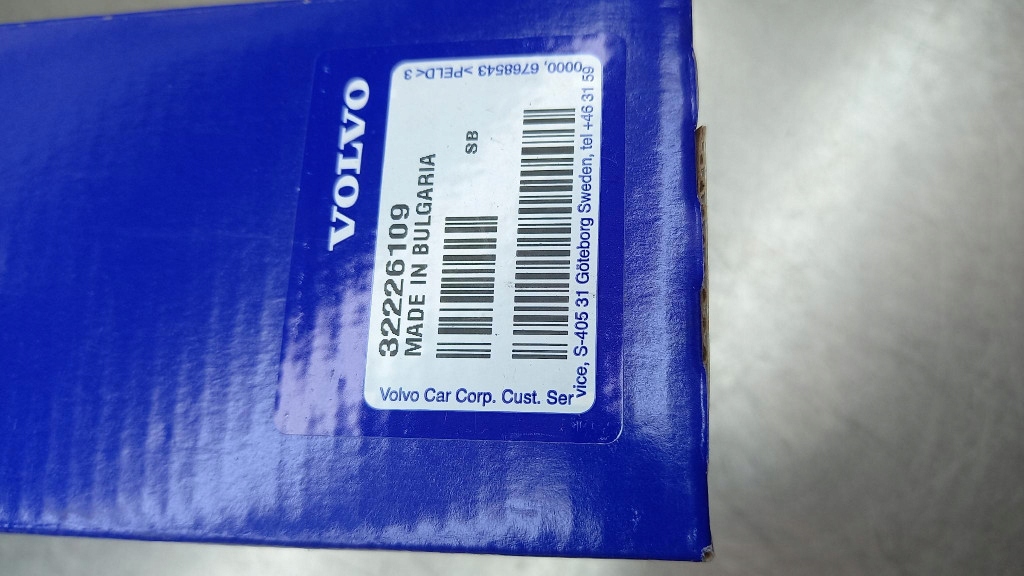 VOLVO
32226109
MADE IN BULGARIA
SB
Volvo Car Corp. Cust. Service, S-405 31 Göteborg Sweden, tel +46 31 59
0000, 6768543 >PELD< 3